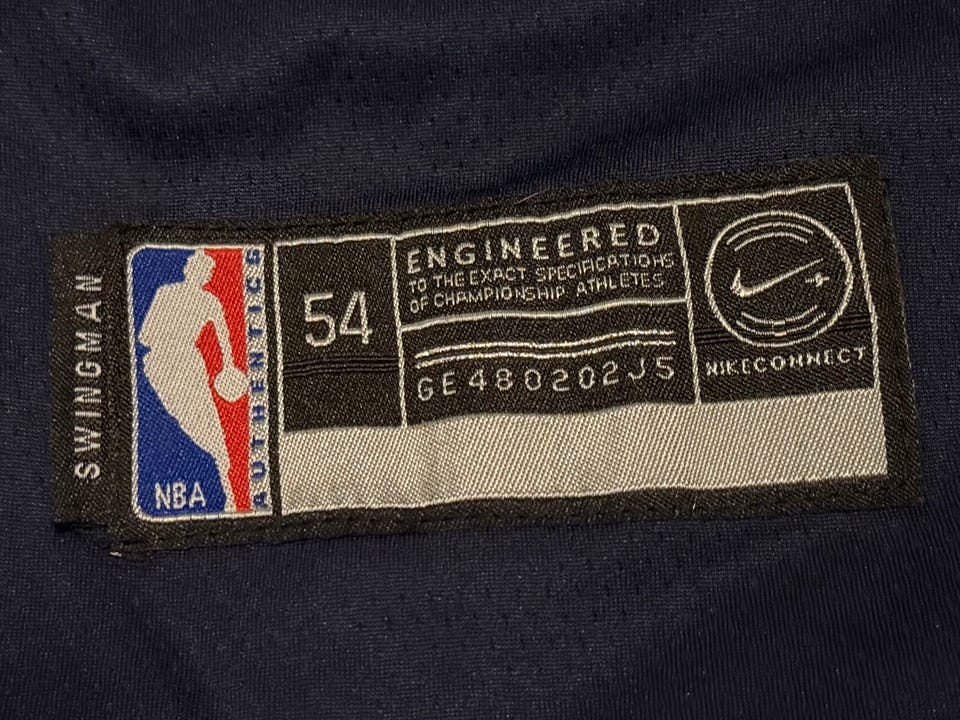 SWINGMAN
NBA
AUTHENTICS
54
ENGINEERED
TO THE EXACT SPECIFICATIONS
OF CHAMPIONSHIP ATHLETES
GE480202J5
NIKECONNECT